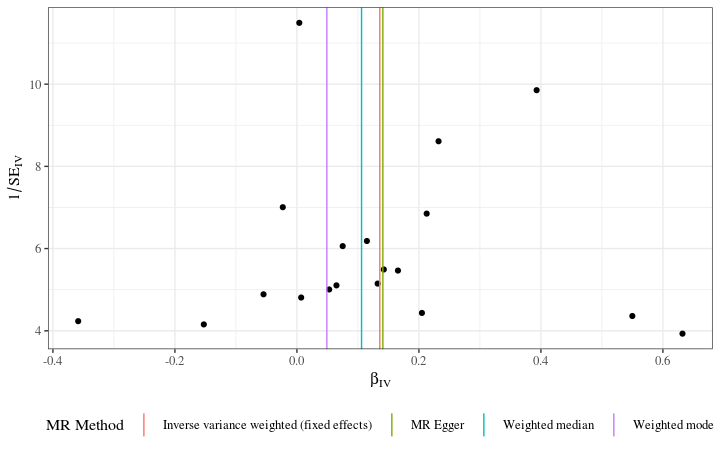 10
8
6
4
1/SE_IV
-0.4 -0.2 0.0 0.2 0.4 0.6
β_IV
MR Method Inverse variance weighted (fixed effects) MR Egger Weighted median Weighted mode